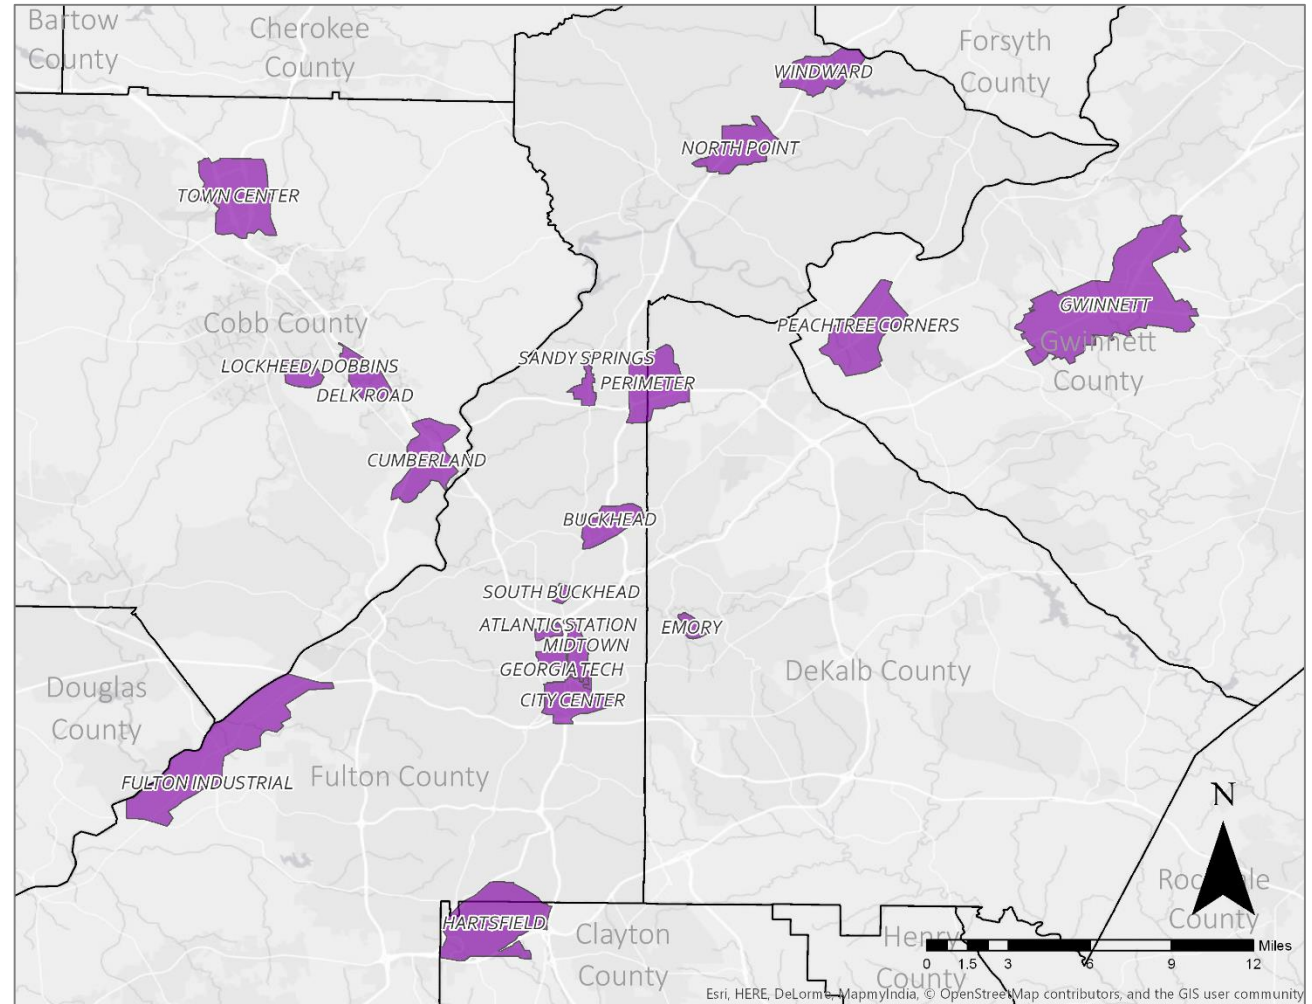 Bartow
County
Cherokee
County
Forsyth
County
WINDWARD
NORTH POINT
TOWN CENTER
GWINNETT
Gwinnett
County
PEACHTREE CORNERS
Cobb County
SANDY SPRINGS
LOCKHEED/DOBBINS
PERIMETER
DELK ROAD
CUMBERLAND
BUCKHEAD
SOUTH BUCKHEAD
ATLANTIC STATION
EMORY
MIDTOWN
GEORGIA TECH
DeKalb County
CITY CENTER
Douglas
County
FULTON INDUSTRIAL
Fulton County
N
County
HARTSFIELD
Clayton
County
Henry
County
Miles
0 1.5 3 6 9 12
Esri, HERE, DeLorme, MapmyIndia, © OpenStreetMap contributors, and the GIS user community